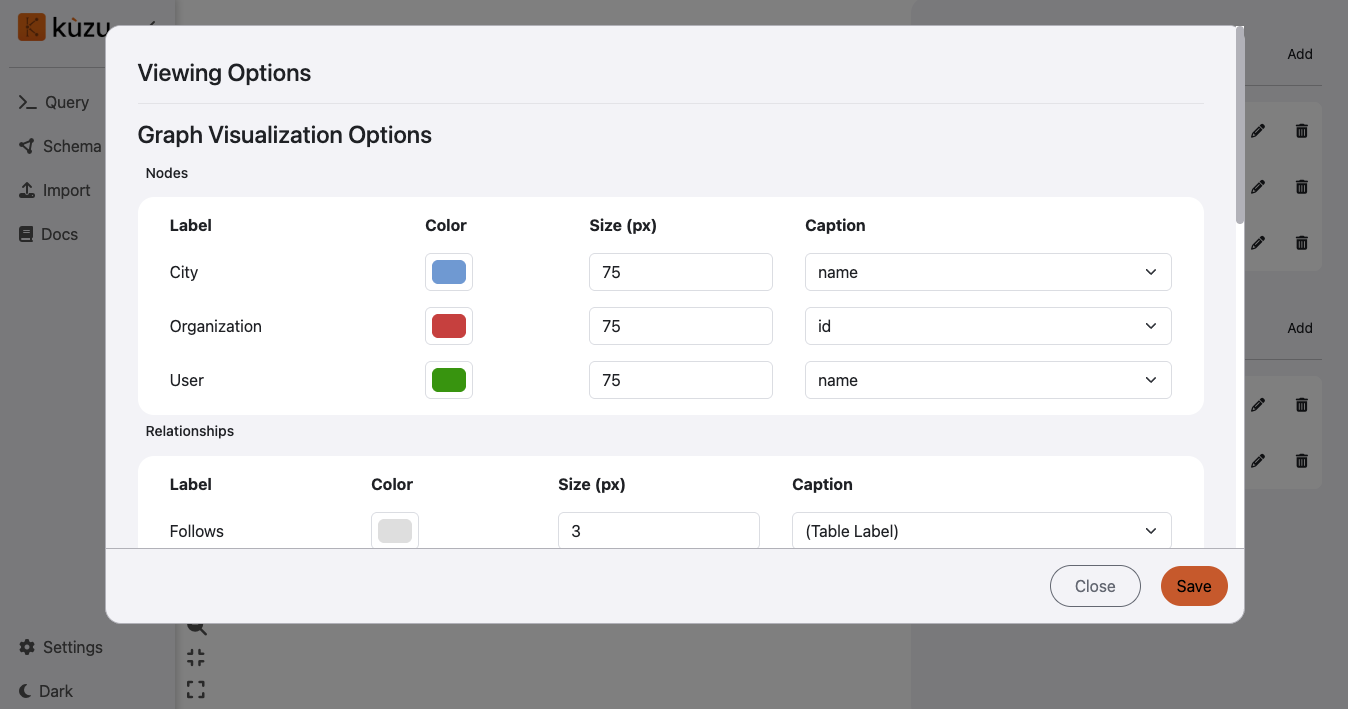 kùzu
Query
Schema
Import
Docs
Settings
Dark
Viewing Options
Graph Visualization Options
Nodes
Label Color Size (px) Caption
City 75 name
Organization 75 id
User 75 name
Relationships
Label Color Size (px) Caption
Follows 3 (Table Label)
Close Save
Add
Add